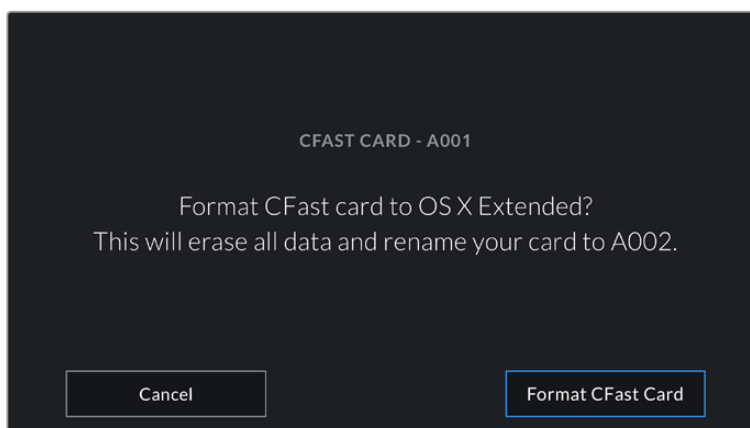 CFAST CARD - A001
Format CFast card to OS X Extended?
This will erase all data and rename your card to A002.
Cancel
Format CFast Card